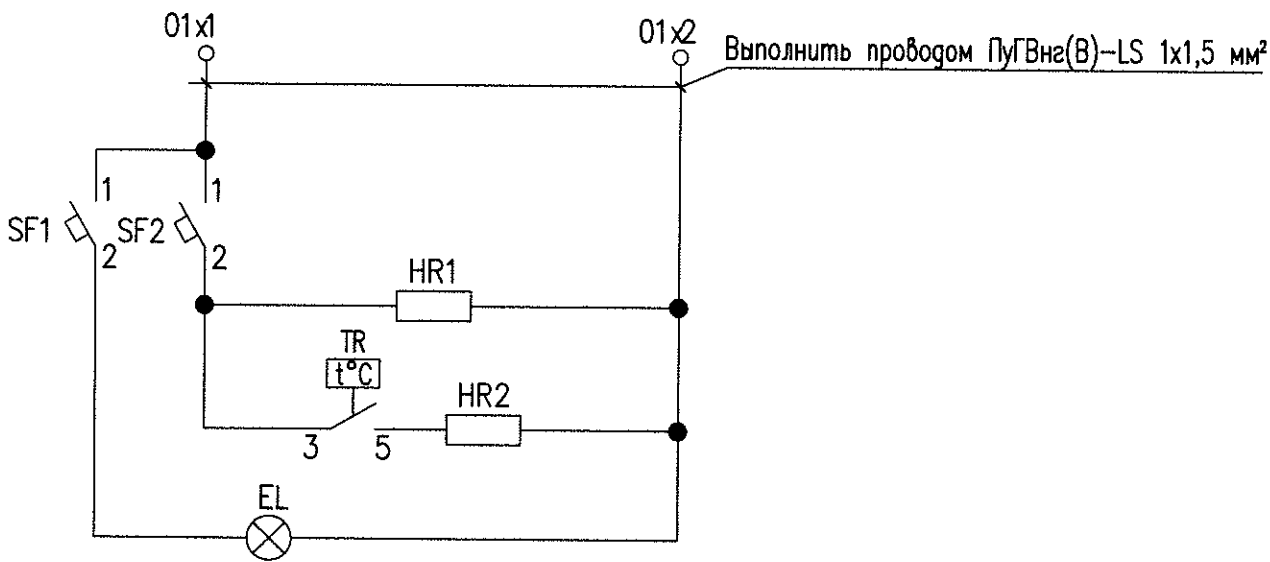 01x1
01x2
Выполнить проводом ПуГВнг(В)-LS 1x1,5 мм²
1
1
SF1
SF2
2
2
HR1
TR
t°C
HR2
3
5
EL